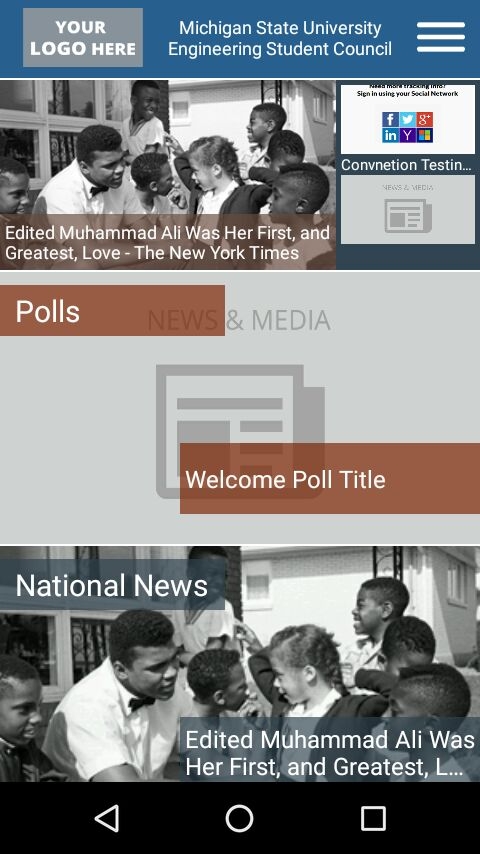 YOUR
LOGO HERE
Michigan State University
Engineering Student Council
Need more tracking info?
Sign in using your Social Network
f
g+
in
Y
Convnetion Testin...
NEWS & MEDIA
Edited Muhammad Ali Was Her First, and
Greatest, Love - The New York Times
Polls
NEWS & MEDIA
Welcome Poll Title
National News
Edited Muhammad Ali Was
Her First, and Greatest, L...